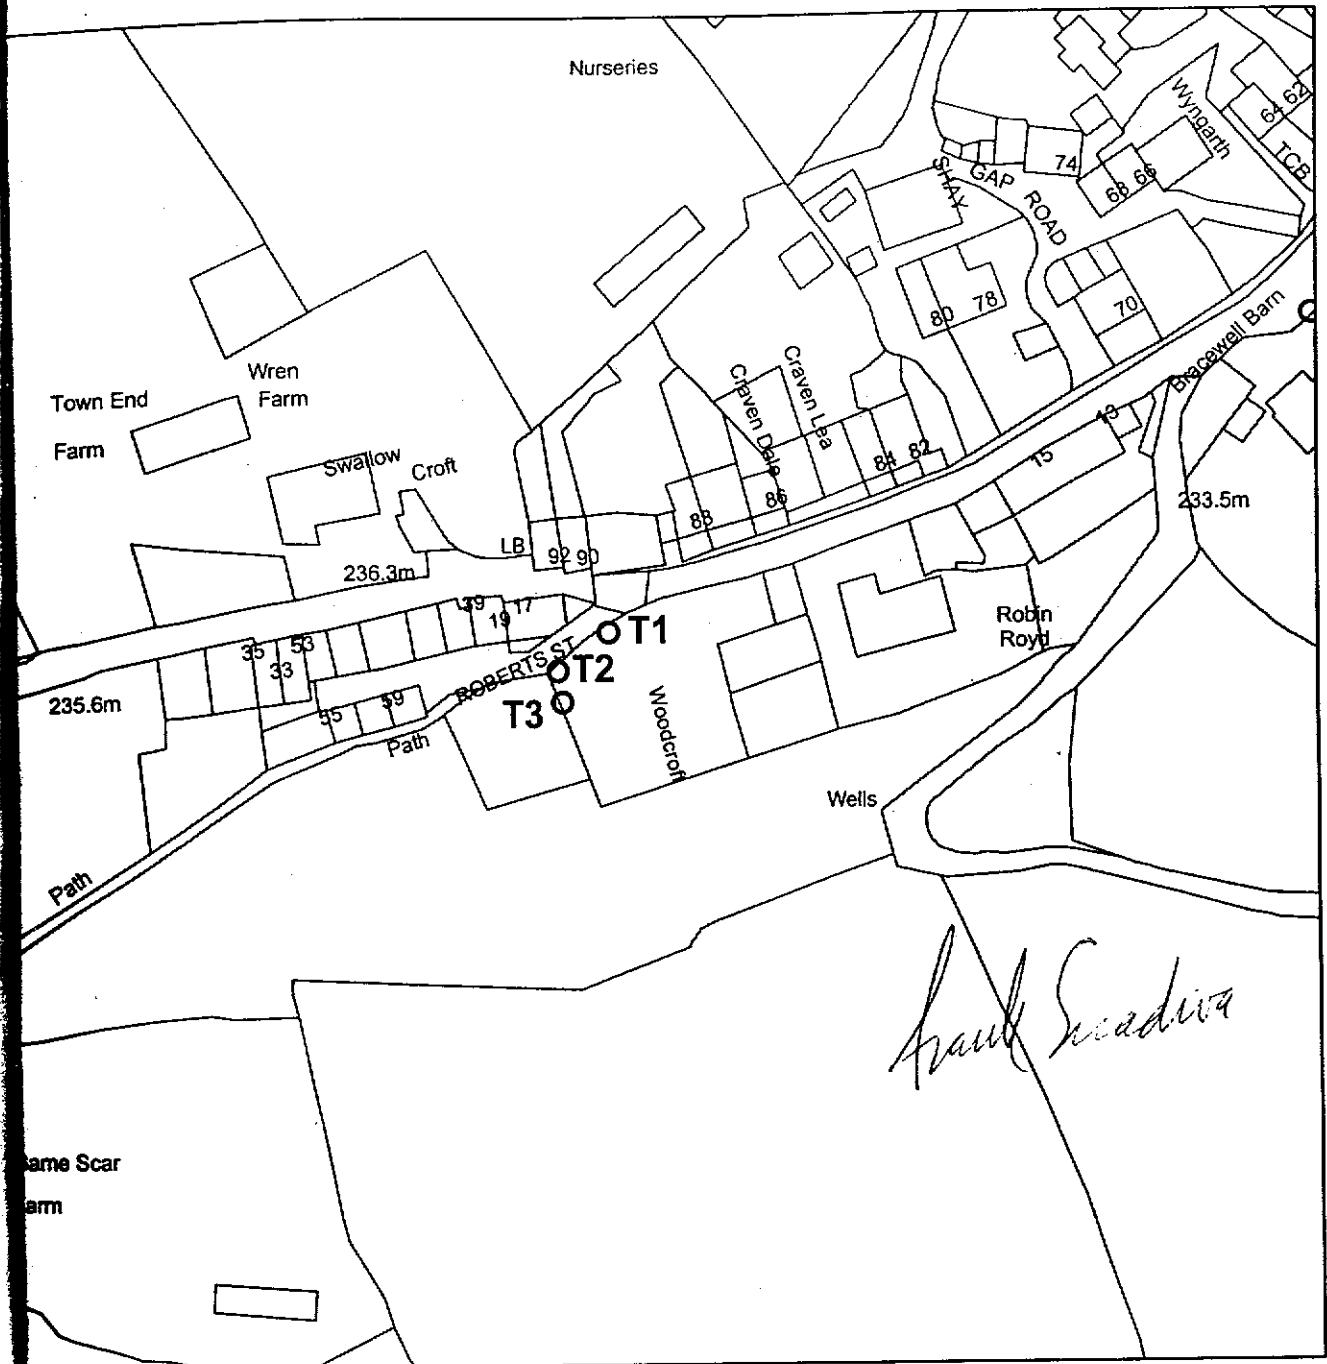 Nurseries
Wyngarth
64 62
TCB
74
SHAY
GAP
ROAD
68 66
80
78
70
Bracewell Barn
Wren
Farm
Town End
Farm
Craven Dale
Craven Lea
Swallow
Croft
84
82
86
88
13
15
233.5m
LB
92 90
236.3m
39
17
19
T1
Robin
Royd
35
53
33
ROBERTS ST
T2
235.6m
55
59
T3
Woodcroft
Path
Wells
Path
Scar